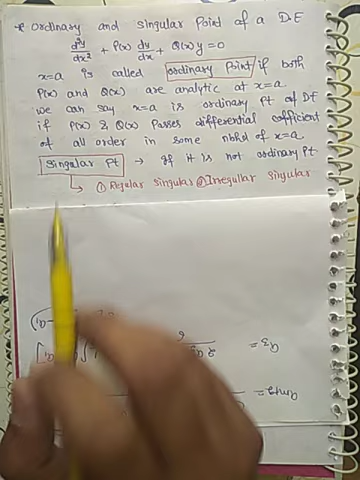 * Ordinary and singular Point of a D.E
d²y/dx² + P(x) dy/dx + Q(x)y = 0
x=a is called ordinary Point if both
P(x) and Q(x) are analytic at x=a
we can say x=a is ordinary Pt of DE
if P(x) & Q(x) Posses differential coefficient
of all order in some nbhd of x=a
Singular Pt → If it is not ordinary Pt
↳ ① Regular singular ② Irregullar singular